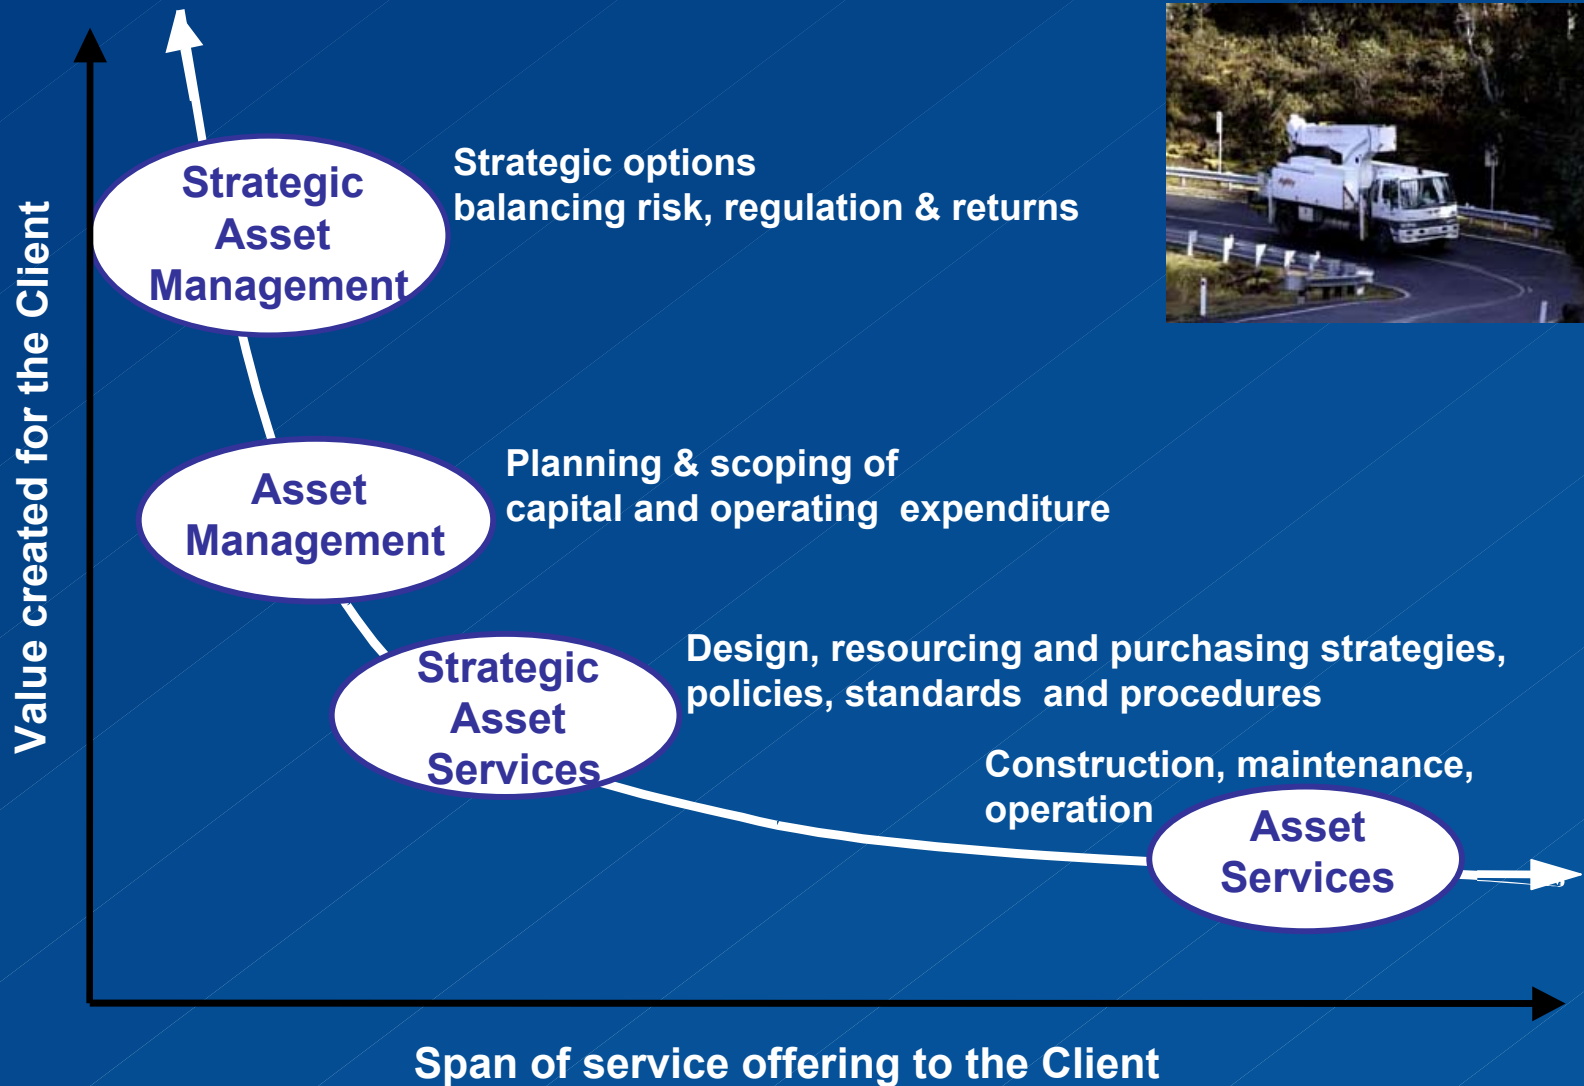 Strategic
Asset
Management
Strategic options
balancing risk, regulation & returns
Asset
Management
Planning & scoping of
capital and operating expenditure
Strategic
Asset
Services
Design, resourcing and purchasing strategies,
policies, standards and procedures
Construction, maintenance,
operation
Asset
Services
Value created for the Client
Span of service offering to the Client